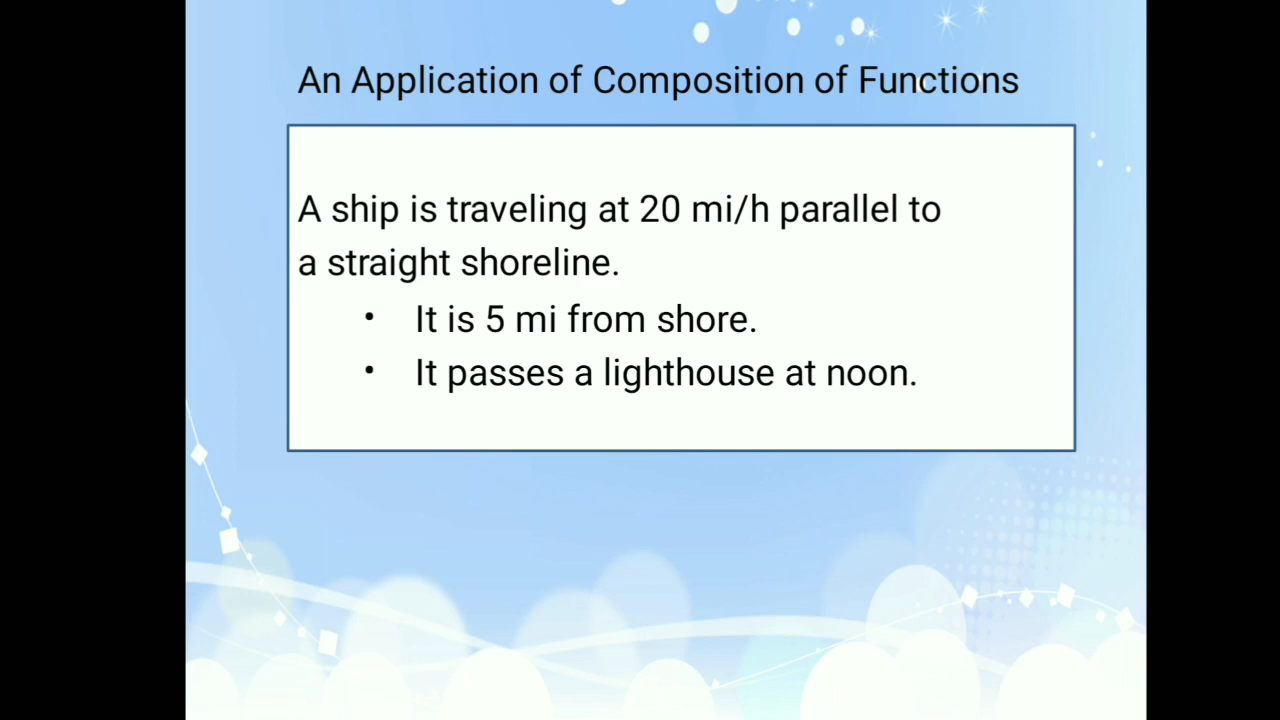 An Application of Composition of Functions
A ship is traveling at 20 mi/h parallel to
a straight shoreline.
• It is 5 mi from shore.
• It passes a lighthouse at noon.